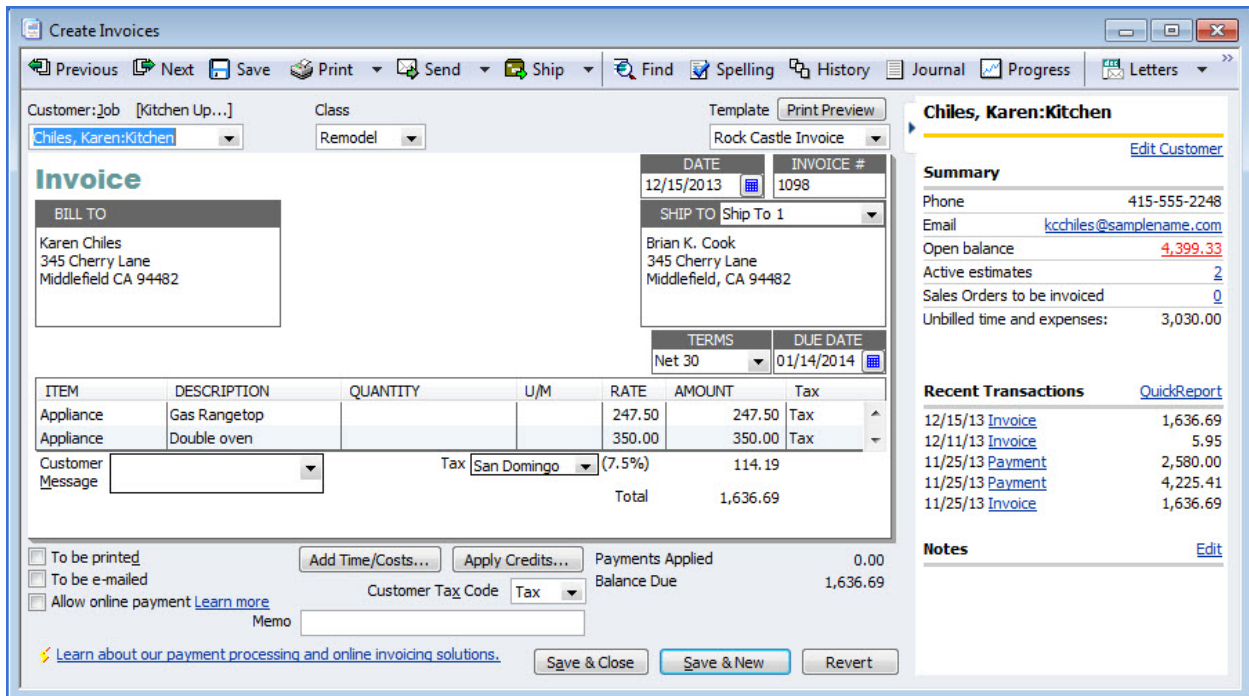 Create Invoices
Previous Next Save Print Send Ship Find Spelling History Journal Progress Letters »
Customer:Job [Kitchen Up...] Class Template Print Preview
Chiles, Karen:Kitchen Remodel Rock Castle Invoice
Invoice
DATE INVOICE #
12/15/2013 1098
BILL TO
Karen Chiles
345 Cherry Lane
Middlefield CA 94482
SHIP TO Ship To 1
Brian K. Cook
345 Cherry Lane
Middlefield, CA 94482
TERMS DUE DATE
Net 30 01/14/2014
ITEM DESCRIPTION QUANTITY U/M RATE AMOUNT Tax
Appliance Gas Rangetop 247.50 247.50 Tax
Appliance Double oven 350.00 350.00 Tax
Customer Message
Tax San Domingo (7.5%) 114.19
Total 1,636.69
To be printed
To be e-mailed
Allow online payment Learn more
Add Time/Costs... Apply Credits...
Payments Applied 0.00
Customer Tax Code Tax
Balance Due 1,636.69
Memo
Learn about our payment processing and online invoicing solutions.
Save & Close Save & New Revert
Chiles, Karen:Kitchen
Edit Customer
Summary
Phone 415-555-2248
Email kcchiles@samplename.com
Open balance 4,399.33
Active estimates 2
Sales Orders to be invoiced 0
Unbilled time and expenses: 3,030.00
Recent Transactions QuickReport
12/15/13 Invoice 1,636.69
12/11/13 Invoice 5.95
11/25/13 Payment 2,580.00
11/25/13 Payment 4,225.41
11/25/13 Invoice 1,636.69
Notes Edit